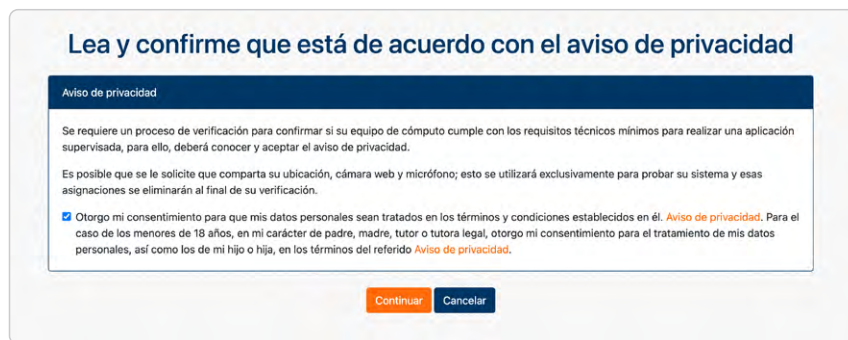 Lea y confirme que está de acuerdo con el aviso de privacidad
Aviso de privacidad
Se requiere un proceso de verificación para confirmar si su equipo de cómputo cumple con los requisitos técnicos mínimos para realizar una aplicación
supervisada, para ello, deberá conocer y aceptar el aviso de privacidad.
Es posible que se le solicite que comparta su ubicación, cámara web y micrófono; esto se utilizará exclusivamente para probar su sistema y esas
asignaciones se eliminarán al final de su verificación.
Otorgo mi consentimiento para que mis datos personales sean tratados en los términos y condiciones establecidos en él. Aviso de privacidad. Para el
caso de los menores de 18 años, en mi carácter de padre, madre, tutor o tutora legal, otorgo mi consentimiento para el tratamiento de mis datos
personales, así como los de mi hijo o hija, en los términos del referido Aviso de privacidad.
Continuar Cancelar